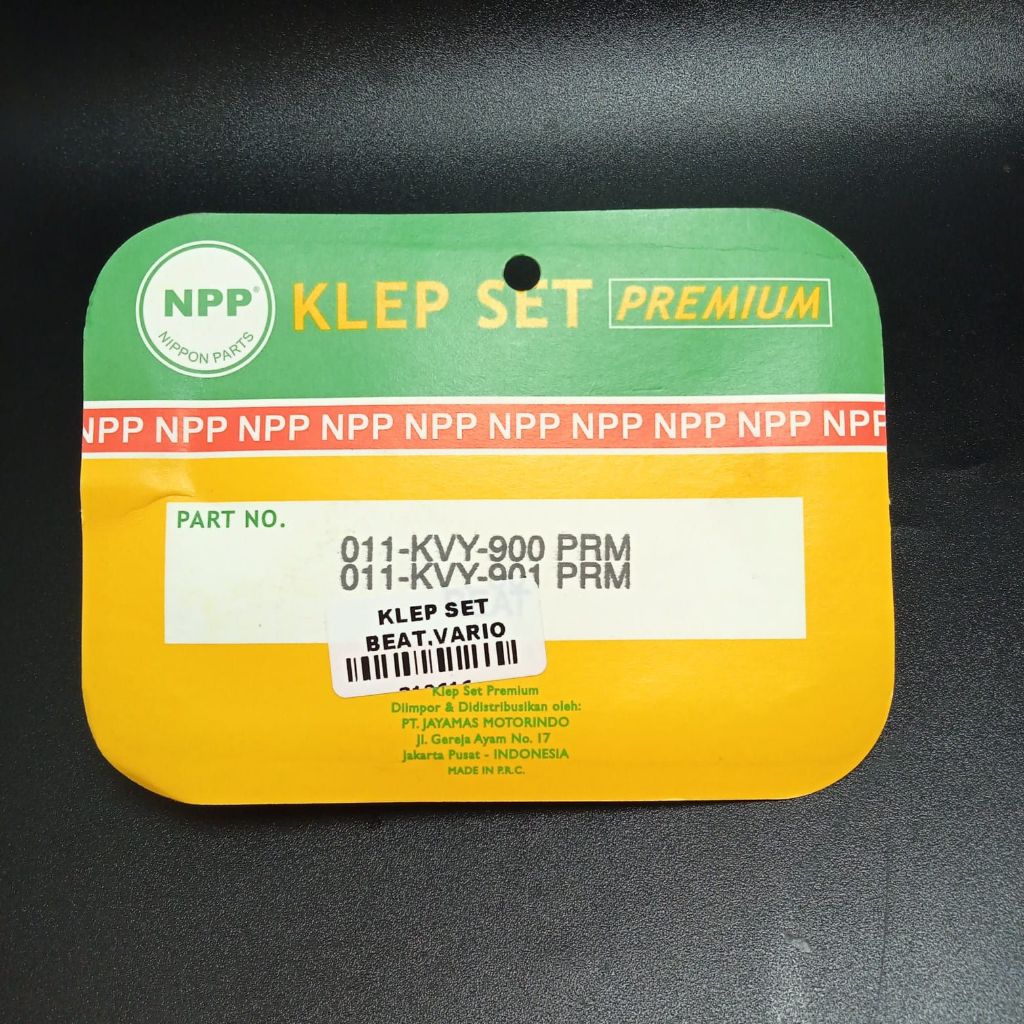 NPP®
NIPPON PARTS
KLEP SET PREMIUM
NPP NPP NPP NPP NPP NPP NPP NPP NPP NPP
PART NO.
011-KVY-900 PRM
011-KVY-901 PRM
KLEP SET
BEAT,VARIO
Klep Set Premium
Diimpor & Didistribusikan oleh:
PT. JAYAMAS MOTORINDO
Jl. Gereja Ayam No. 17
Jakarta Pusat - INDONESIA
MADE IN P.R.C.